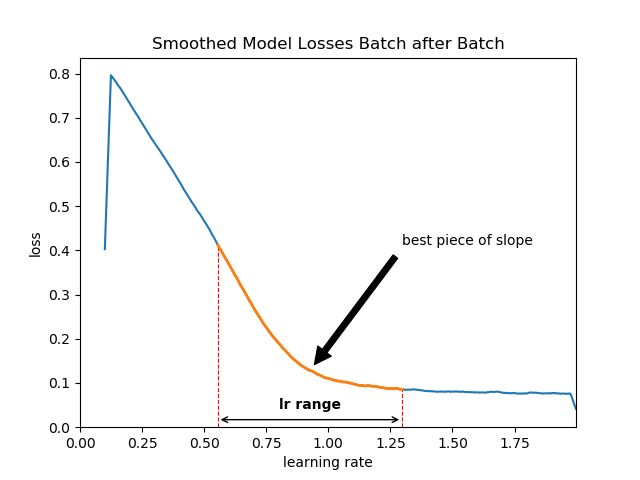 Smoothed Model Losses Batch after Batch
0.8
0.7
0.6
0.5
0.4
0.3
0.2
0.1
0.0
loss
best piece of slope
lr range
0.00 0.25 0.50 0.75 1.00 1.25 1.50 1.75
learning rate